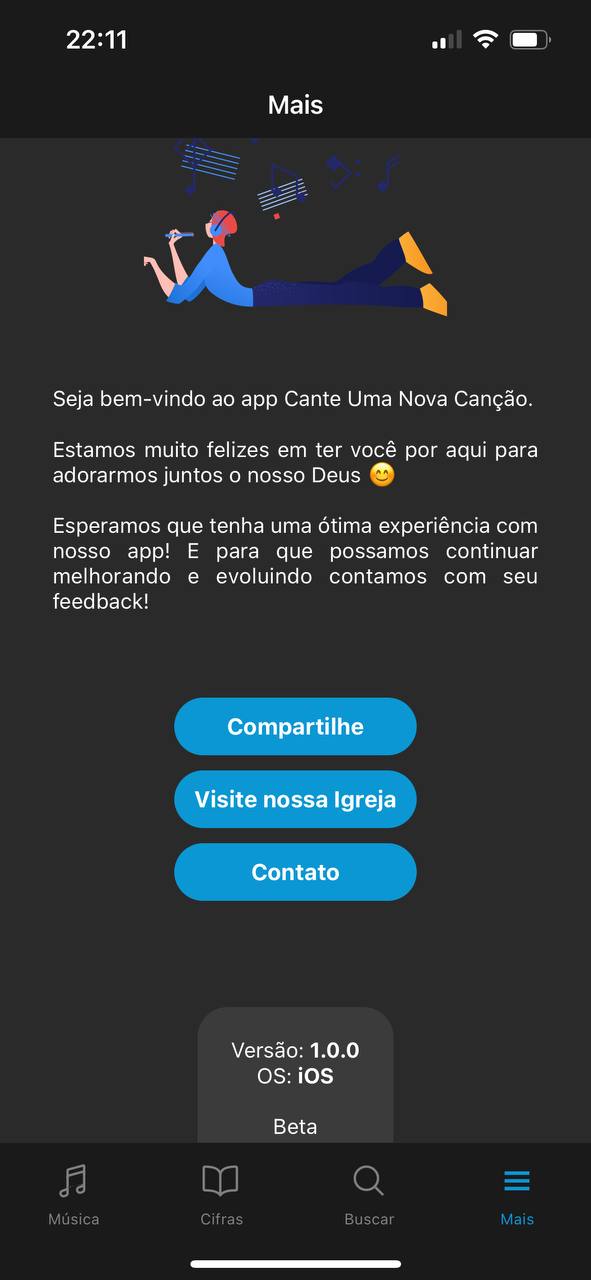 22:11
Mais
Seja bem-vindo ao app Cante Uma Nova Canção.
Estamos muito felizes em ter você por aqui para
adorarmos juntos o nosso Deus 😊
Esperamos que tenha uma ótima experiência com
nosso app! E para que possamos continuar
melhorando e evoluindo contamos com seu
feedback!
Compartilhe
Visite nossa Igreja
Contato
Versão: 1.0.0
OS: iOS
Beta
Música
Cifras
Buscar
Mais